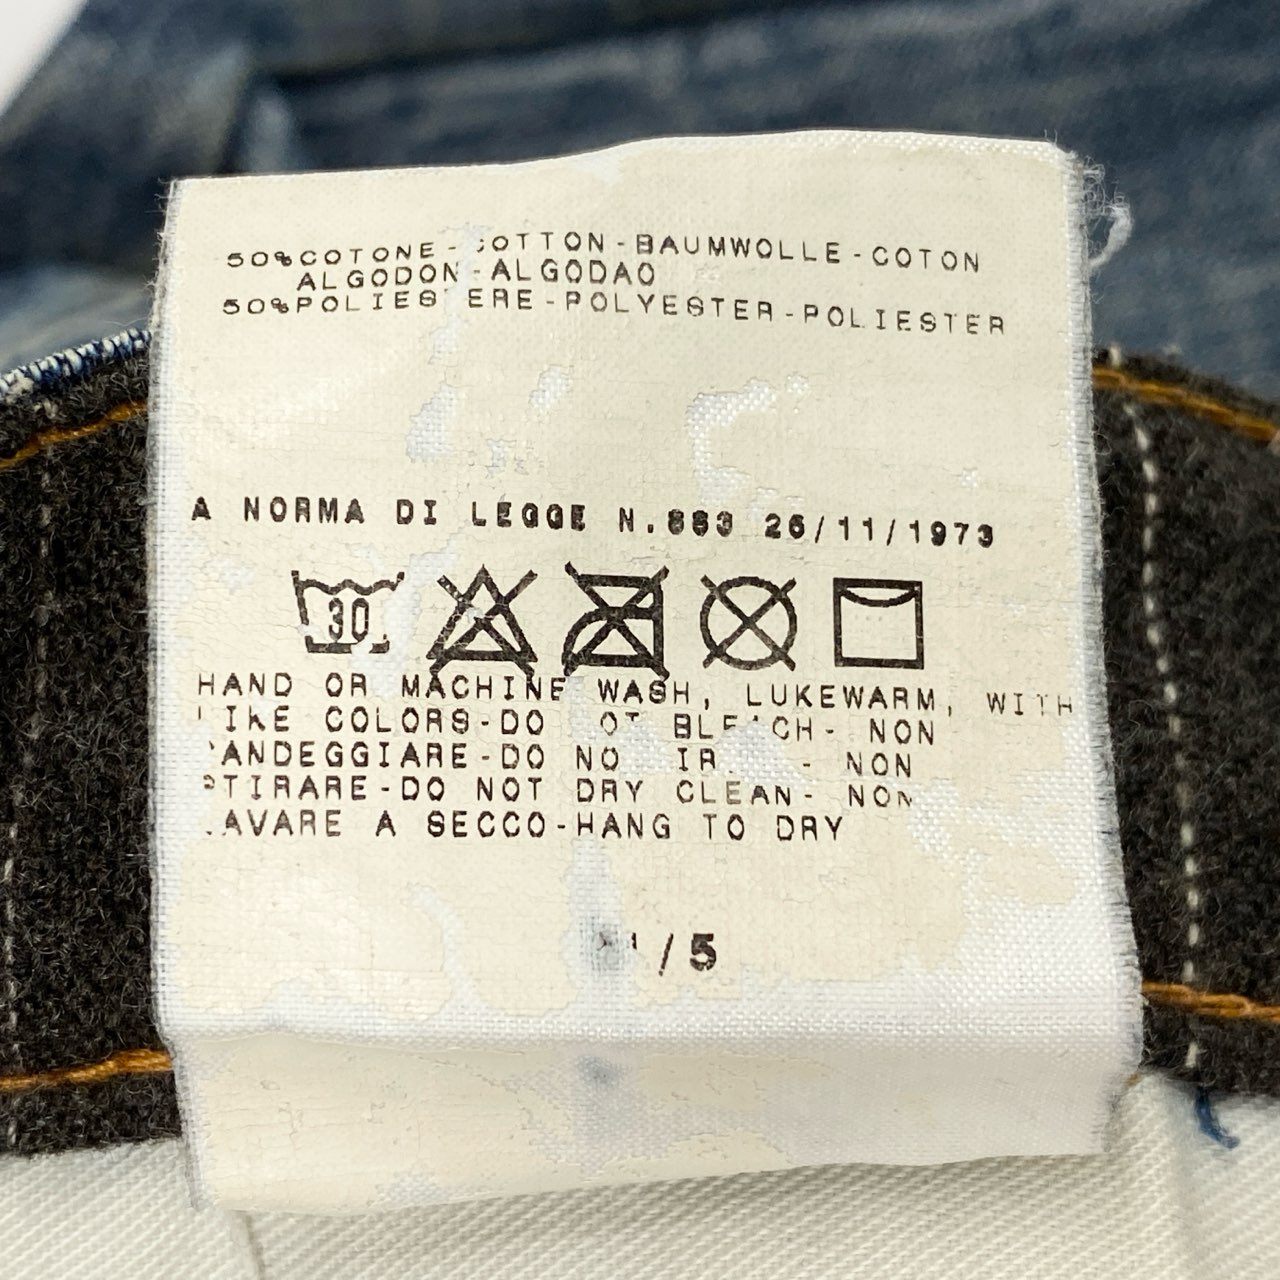 50%COTONE - COTTON - BAUMWOLLE - COTON
ALGODON - ALGODAO
50%POLIESTERE - POLYESTER - POLIESTER
A NORMA DI LEGGE N.883 26/11/1973
30
HAND OR MACHINE WASH, LUKEWARM, WITH
LIKE COLORS-DO NOT BLEACH- NON
CANDEGGIARE-DO NOT IRON - NON
STIRARE-DO NOT DRY CLEAN- NON
LAVARE A SECCO-HANG TO DRY
/5